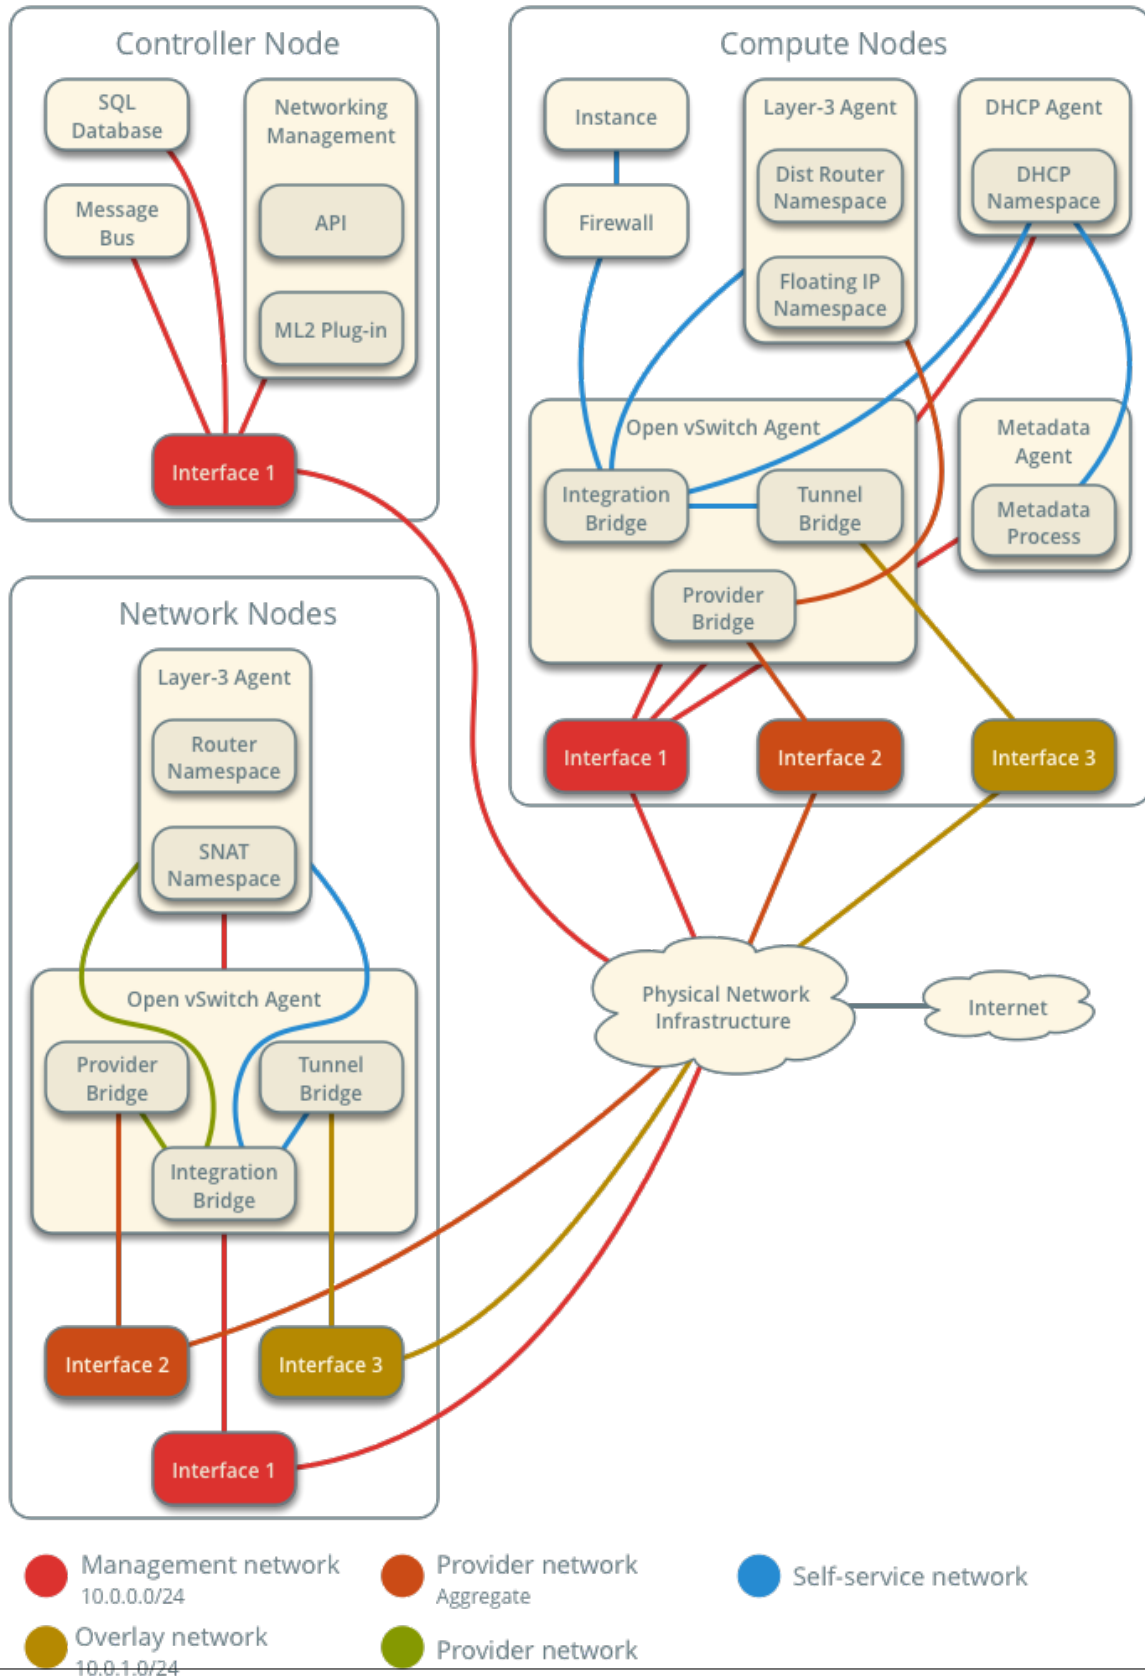 Controller Node
SQL
Database
Networking
Management
Message
Bus
API
ML2 Plug-in
Interface 1
Compute Nodes
Instance
Layer-3 Agent
DHCP Agent
Dist Router
Namespace
DHCP
Namespace
Firewall
Floating IP
Namespace
Open vSwitch Agent
Metadata
Agent
Integration
Bridge
Tunnel
Bridge
Metadata
Process
Provider
Bridge
Interface 1
Interface 2
Interface 3
Network Nodes
Layer-3 Agent
Router
Namespace
SNAT
Namespace
Open vSwitch Agent
Provider
Bridge
Tunnel
Bridge
Integration
Bridge
Interface 2
Interface 3
Interface 1
Physical Network
Infrastructure
Internet
Management network
10.0.0.0/24
Provider network
Aggregate
Self-service network
Overlay network
10.0.1.0/24
Provider network